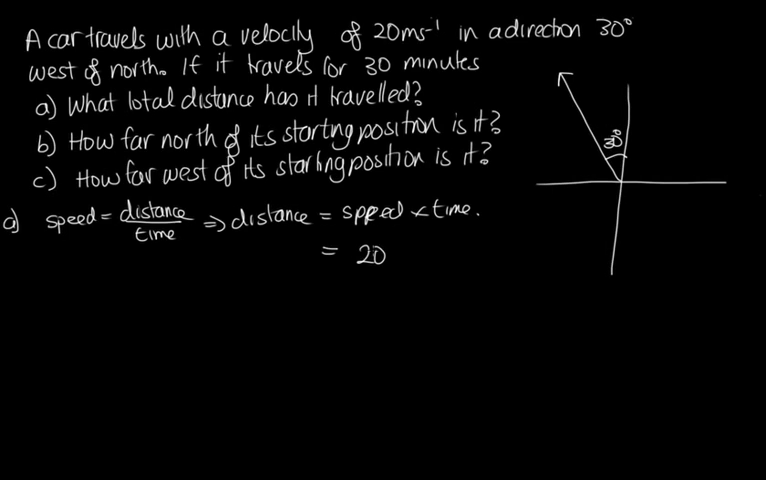 A car travels with a velocity of 20ms⁻¹ in a direction 30°
west of north. If it travels for 30 minutes
a) What total distance has it travelled?
b) How far north of its starting position is it?
c) How far west of its starting position is it?
30°
a) speed = distance/time ⇒ distance = speed × time.
= 20